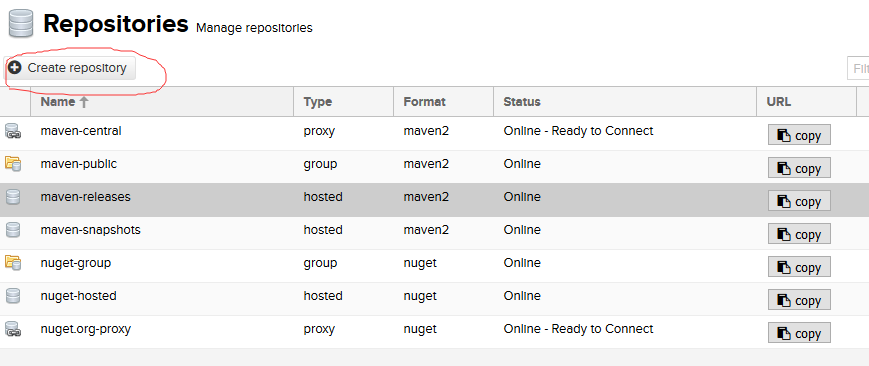 Repositories Manage repositories
Create repository
Filt
Name Type Format Status URL
maven-central proxy maven2 Online - Ready to Connect copy
maven-public group maven2 Online copy
maven-releases hosted maven2 Online copy
maven-snapshots hosted maven2 Online copy
nuget-group group nuget Online copy
nuget-hosted hosted nuget Online copy
nuget.org-proxy proxy nuget Online - Ready to Connect copy